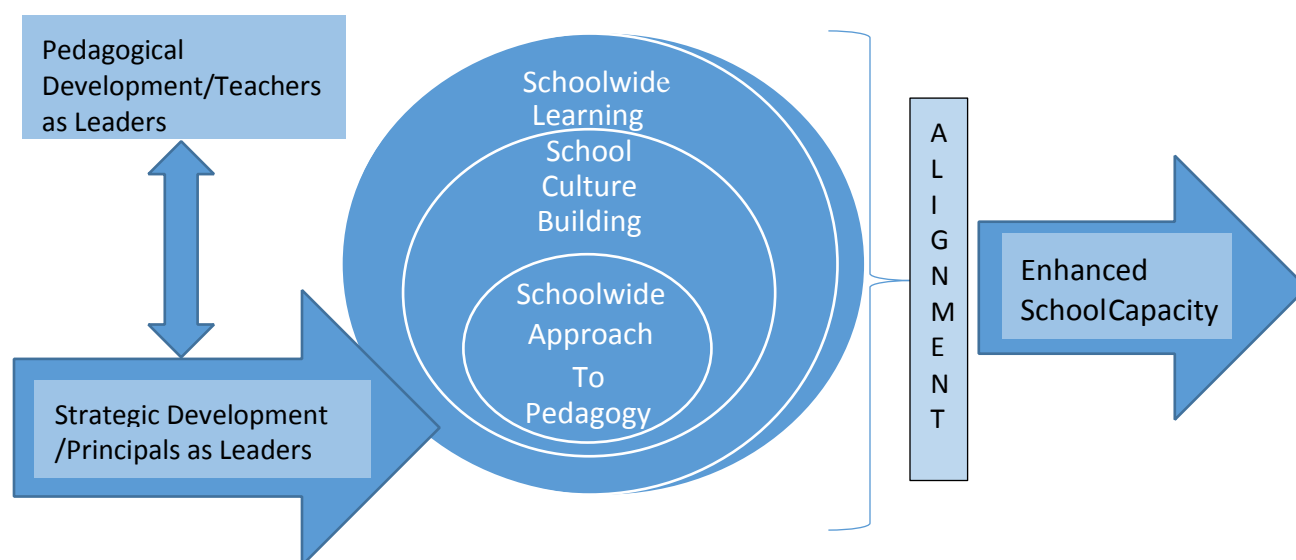 Pedagogical
Development/Teachers
as Leaders
Strategic Development
/Principals as Leaders
Schoolwide
Learning
School
Culture
Building
Schoolwide
Approach
To
Pedagogy
A
L
I
G
N
M
E
N
T
Enhanced
SchoolCapacity